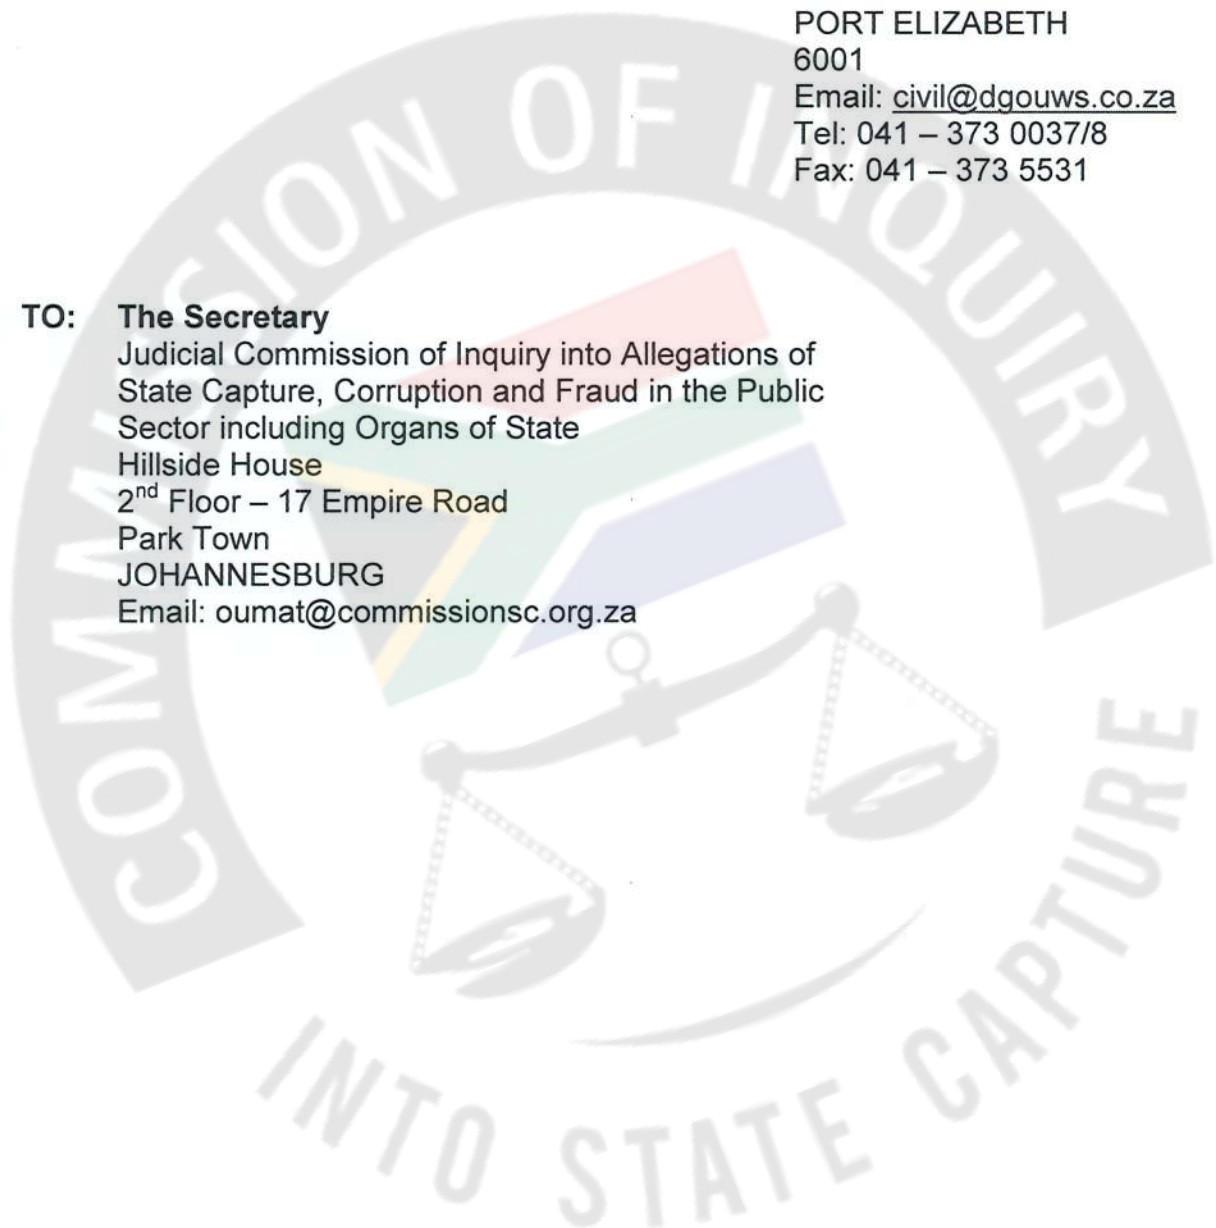 PORT ELIZABETH
6001
Email: civil@dgouws.co.za
Tel: 041 – 373 0037/8
Fax: 041 – 373 5531
TO: The Secretary
Judicial Commission of Inquiry into Allegations of
State Capture, Corruption and Fraud in the Public
Sector including Organs of State
Hillside House
2nd Floor – 17 Empire Road
Park Town
JOHANNESBURG
Email: oumat@commissionsc.org.za
COMMISSION OF INQUIRY
INTO STATE CAPTURE